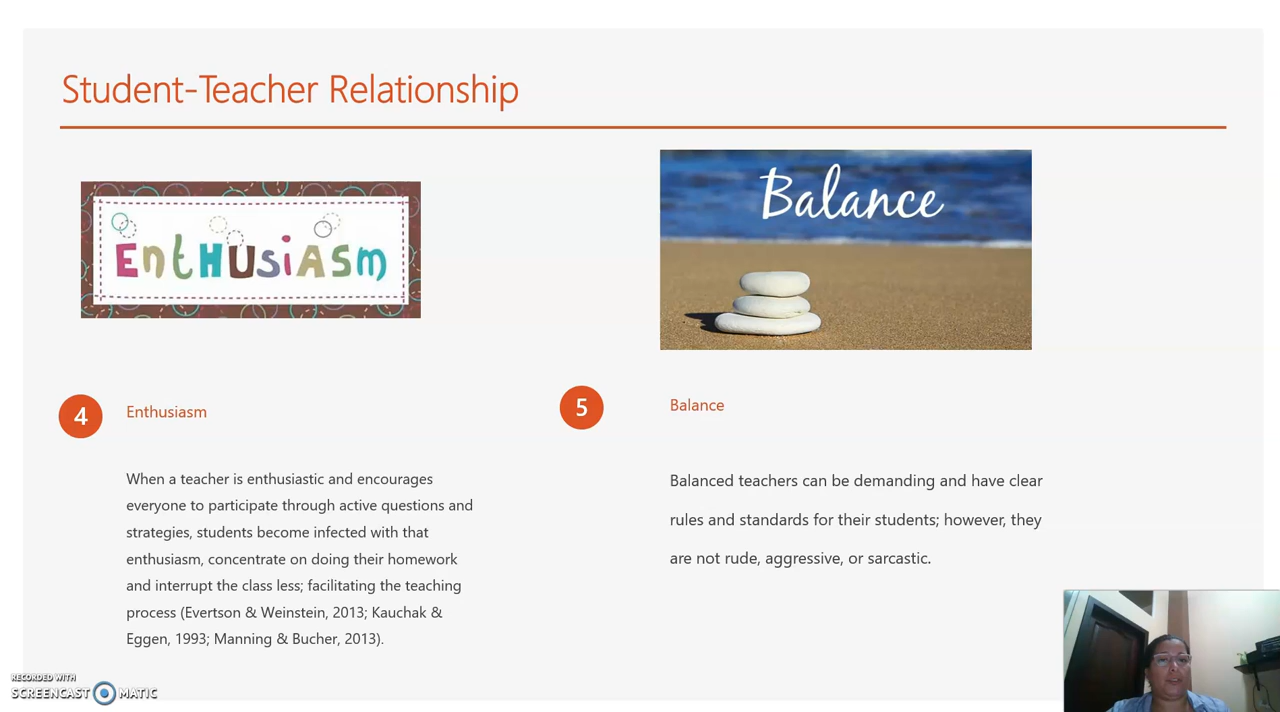 Student-Teacher Relationship
EntHUsiAsm
Balance
4
Enthusiasm
When a teacher is enthusiastic and encourages
everyone to participate through active questions and
strategies, students become infected with that
enthusiasm, concentrate on doing their homework
and interrupt the class less; facilitating the teaching
process (Evertson & Weinstein, 2013; Kauchak &
Eggen, 1993; Manning & Bucher, 2013).
5
Balance
Balanced teachers can be demanding and have clear
rules and standards for their students; however, they
are not rude, aggressive, or sarcastic.
RECORDED WITH
SCREENCAST MATIC